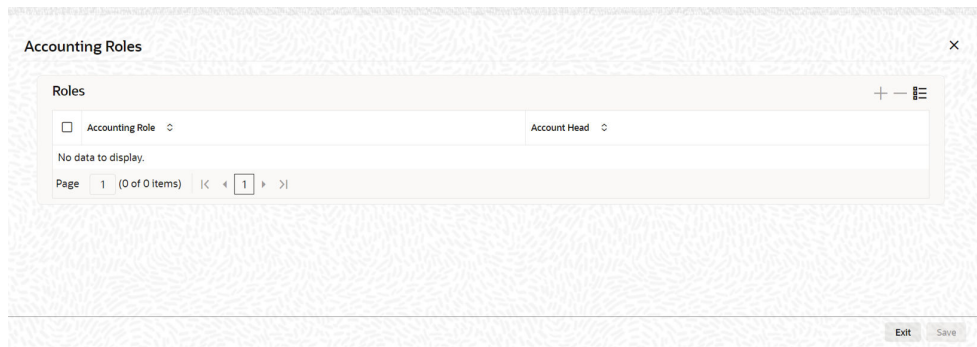 Accounting Roles
Roles
Accounting Role Account Head
No data to display.
Page 1 (0 of 0 items) 1
Exit Save